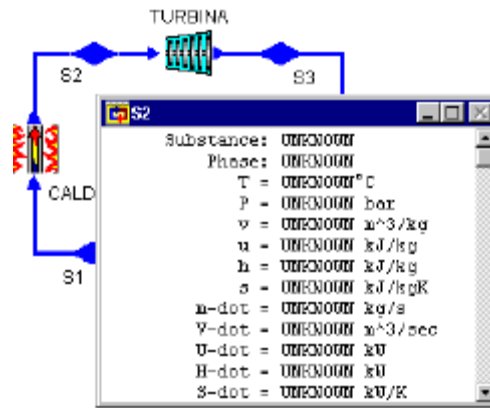 TURBINA
S2
S3
S2
Substance: UNKNOWN
Phase: UNKNOWN
T = UNKNOWN°C
P = UNKNOWN bar
v = UNKNOWN m^3/kg
u = UNKNOWN kJ/kg
h = UNKNOWN kJ/kg
s = UNKNOWN kJ/kgK
m-dot = UNKNOWN kg/s
V-dot = UNKNOWN m^3/sec
U-dot = UNKNOWN kW
H-dot = UNKNOWN kW
S-dot = UNKNOWN kW/K
CALD
S1